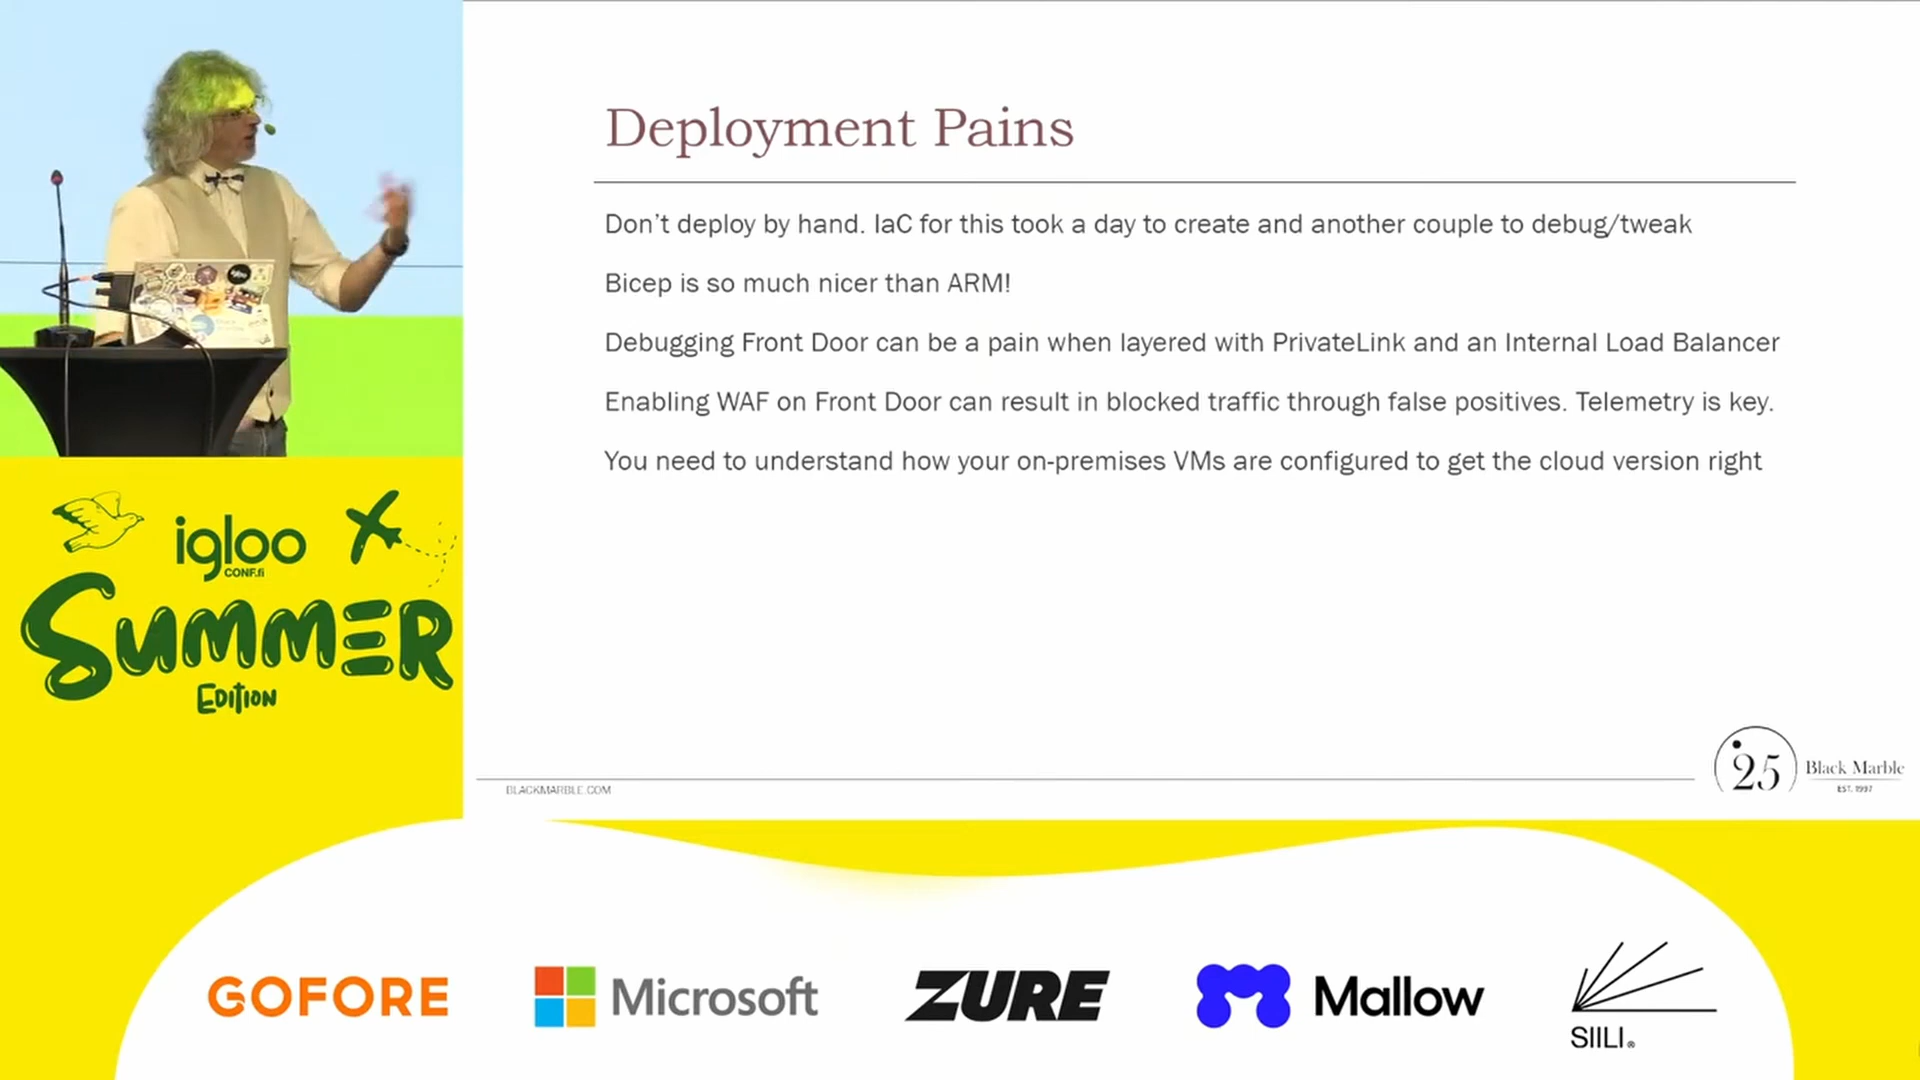 Deployment Pains
Don't deploy by hand. IaC for this took a day to create and another couple to debug/tweak
Bicep is so much nicer than ARM!
Debugging Front Door can be a pain when layered with PrivateLink and an Internal Load Balancer
Enabling WAF on Front Door can result in blocked traffic through false positives. Telemetry is key.
You need to understand how your on-premises VMs are configured to get the cloud version right
igloo
CONF.fi
SUMMER
EDITION
BLACKMARBLE.COM
25
Black Marble
EST. 1997
GOFORE
Microsoft
ZURE
Mallow
SIILI®